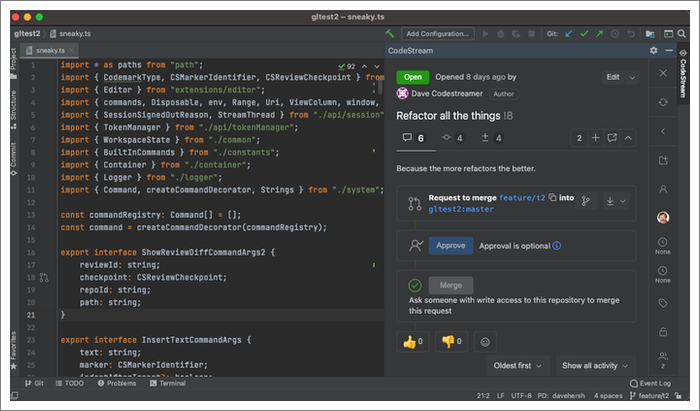 gltest2 – sneaky.ts
gltest2 sneaky.ts
Add Configuration...
Git:
sneaky.ts
CodeStream
92
1 import * as paths from "path";
2 import { CodemarkType, CSMarkerIdentifier, CSReviewCheckpoint } from
3 import { Editor } from "extensions/editor";
4 import { commands, Disposable, env, Range, Uri, ViewColumn, window,
5 import { SessionSignedOutReason, StreamThread } from "./api/session"
6 import { TokenManager } from "./api/tokenManager";
7 import { WorkspaceState } from "./common";
8 import { BuiltInCommands } from "./constants";
9 import { Container } from "./container";
10 import { Logger } from "./logger";
11 import { Command, createCommandDecorator, Strings } from "./system";
12
13 const commandRegistry: Command[] = [];
14 const command = createCommandDecorator(commandRegistry);
15
16 export interface ShowReviewDiffCommandArgs2 {
17 reviewId: string;
18 checkpoint: CSReviewCheckpoint;
19 repoId: string;
20 path: string;
21 }
22
23 export interface InsertTextCommandArgs {
24 text: string;
25 marker: CSMarkerIdentifier;
26
Project
Structure
Commit
Favorites
Open Opened 8 days ago by
Edit
Dave Codestreamer Author
Refactor all the things !8
6 4 4
2
Because the more refactors the better.
Request to merge feature/t2 into
gltest2:master
Approve Approval is optional
Merge
Ask someone with write access to this repository to merge
this request
0 0
Oldest first Show all activity
CodeStream
None
None
2
Git TODO Problems Terminal
Event Log
21:2 LF UTF-8 PD: davehersh 4 spaces feature/t2